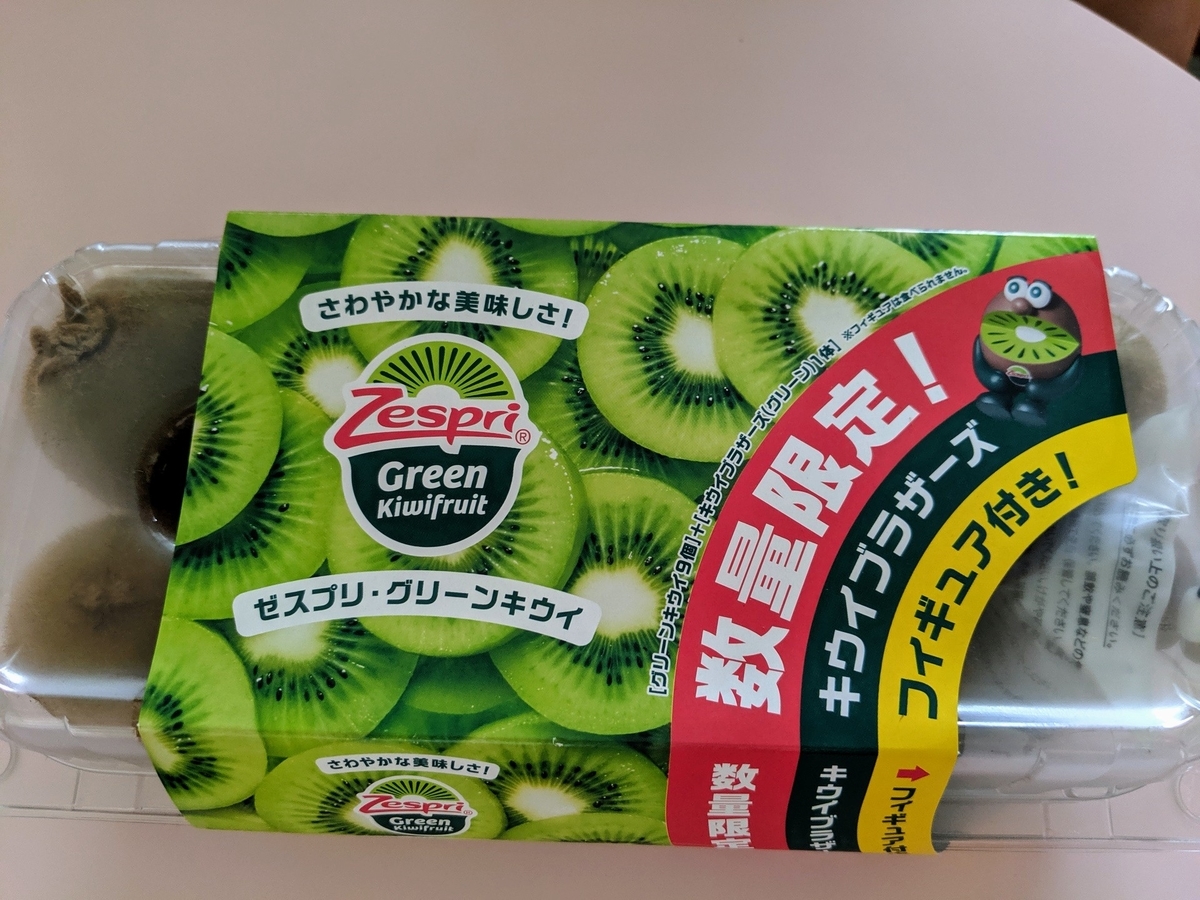 さわやかな美味しさ!
Zespri®
Green
Kiwifruit
ゼスプリ・グリーンキウイ
[グリーンキウイ9個]+[キウイブラザーズ(グリーン)1体] ※フィギュアは食べられません。
数量限定!
キウイブラザーズ
フィギュア付き!
さわやかな美味しさ!
Zespri®
Green
Kiwifruit
数量限定
キウイブラザ
→フィギュア付